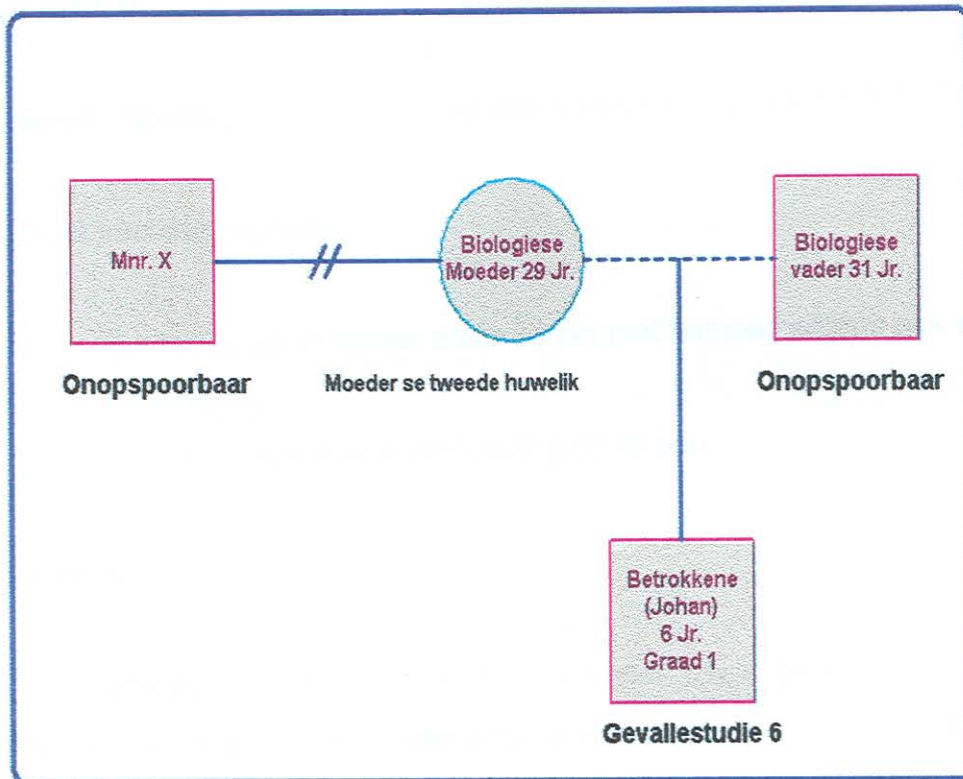 Mnr. X
Biologiese
Moeder 29 Jr.
Biologiese
vader 31 Jr.
Onopspoorbaar
Moeder se tweede huwelik
Onopspoorbaar
Betrokkene
(Johan)
6 Jr.
Graad 1
Gevallestudie 6